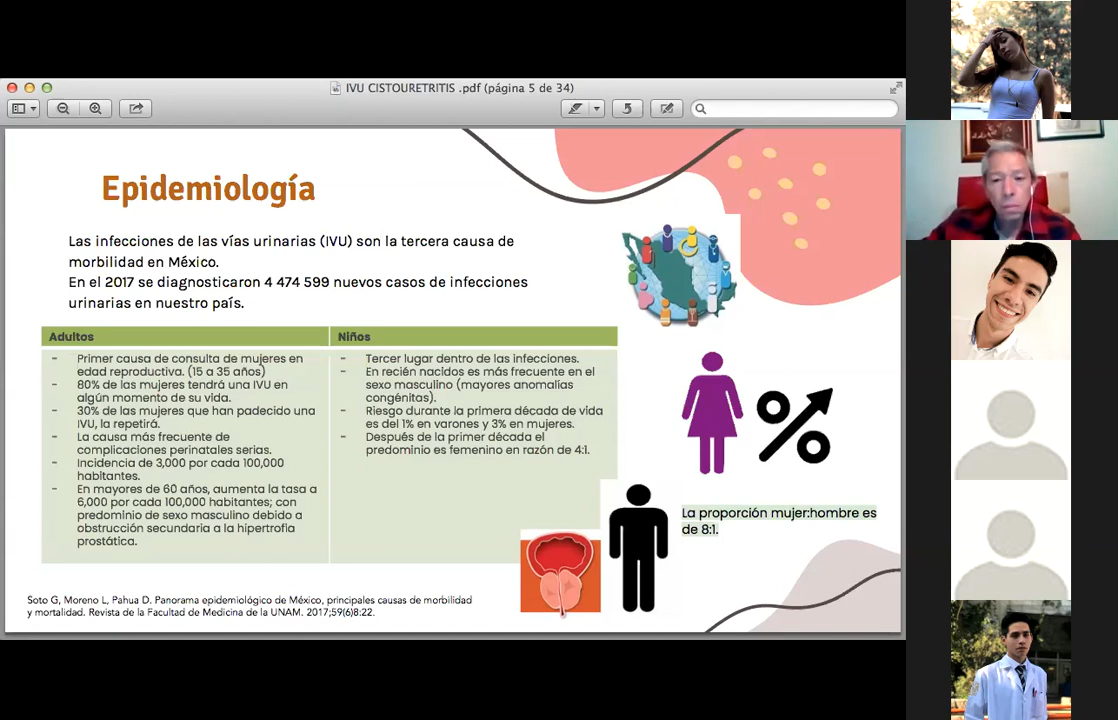 IVU CISTOURETRITIS .pdf (página 5 de 34)
Epidemiología
Las infecciones de las vías urinarias (IVU) son la tercera causa de
morbilidad en México.
En el 2017 se diagnosticaron 4 474 599 nuevos casos de infecciones
urinarias en nuestro país.
Adultos
- Primer causa de consulta de mujeres en
edad reproductiva. (15 a 35 años)
- 80% de las mujeres tendrá una IVU en
algún momento de su vida.
- 30% de las mujeres que han padecido una
IVU, la repetirá.
- La causa más frecuente de
complicaciones perinatales serias.
- Incidencia de 3,000 por cada 100,000
habitantes.
- En mayores de 60 años, aumenta la tasa a
6,000 por cada 100,000 habitantes; con
predominio de sexo masculino debido a
obstrucción secundaria a la hipertrofia
prostática.
Niños
- Tercer lugar dentro de las infecciones.
- En recién nacidos es más frecuente en el
sexo masculino (mayores anomalías
congénitas).
- Riesgo durante la primera década de vida
es del 1% en varones y 3% en mujeres.
- Después de la primer década el
predominio es femenino en razón de 4:1.
%
La proporción mujer:hombre es
de 8:1.
Soto G, Moreno L, Pahua D. Panorama epidemiológico de México, principales causas de morbilidad
y mortalidad. Revista de la Facultad de Medicina de la UNAM. 2017;59(6)8:22.